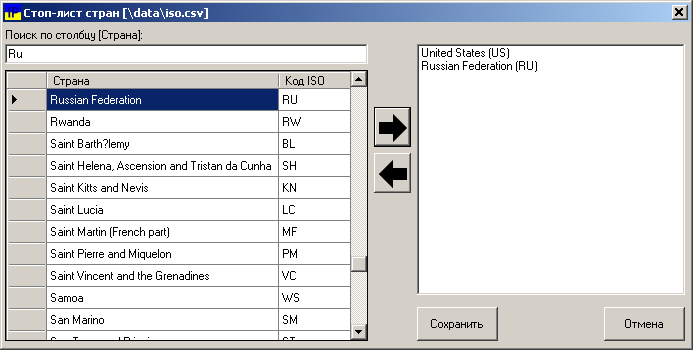 Стоп-лист стран [\data\iso.csv]
Поиск по столбцу [Страна]:
Ru
Страна Код ISO
Russian Federation RU
Rwanda RW
Saint Barth?lemy BL
Saint Helena, Ascension and Tristan da Cunha SH
Saint Kitts and Nevis KN
Saint Lucia LC
Saint Martin (French part) MF
Saint Pierre and Miquelon PM
Saint Vincent and the Grenadines VC
Samoa WS
San Marino SM
United States (US)
Russian Federation (RU)
Сохранить
Отмена